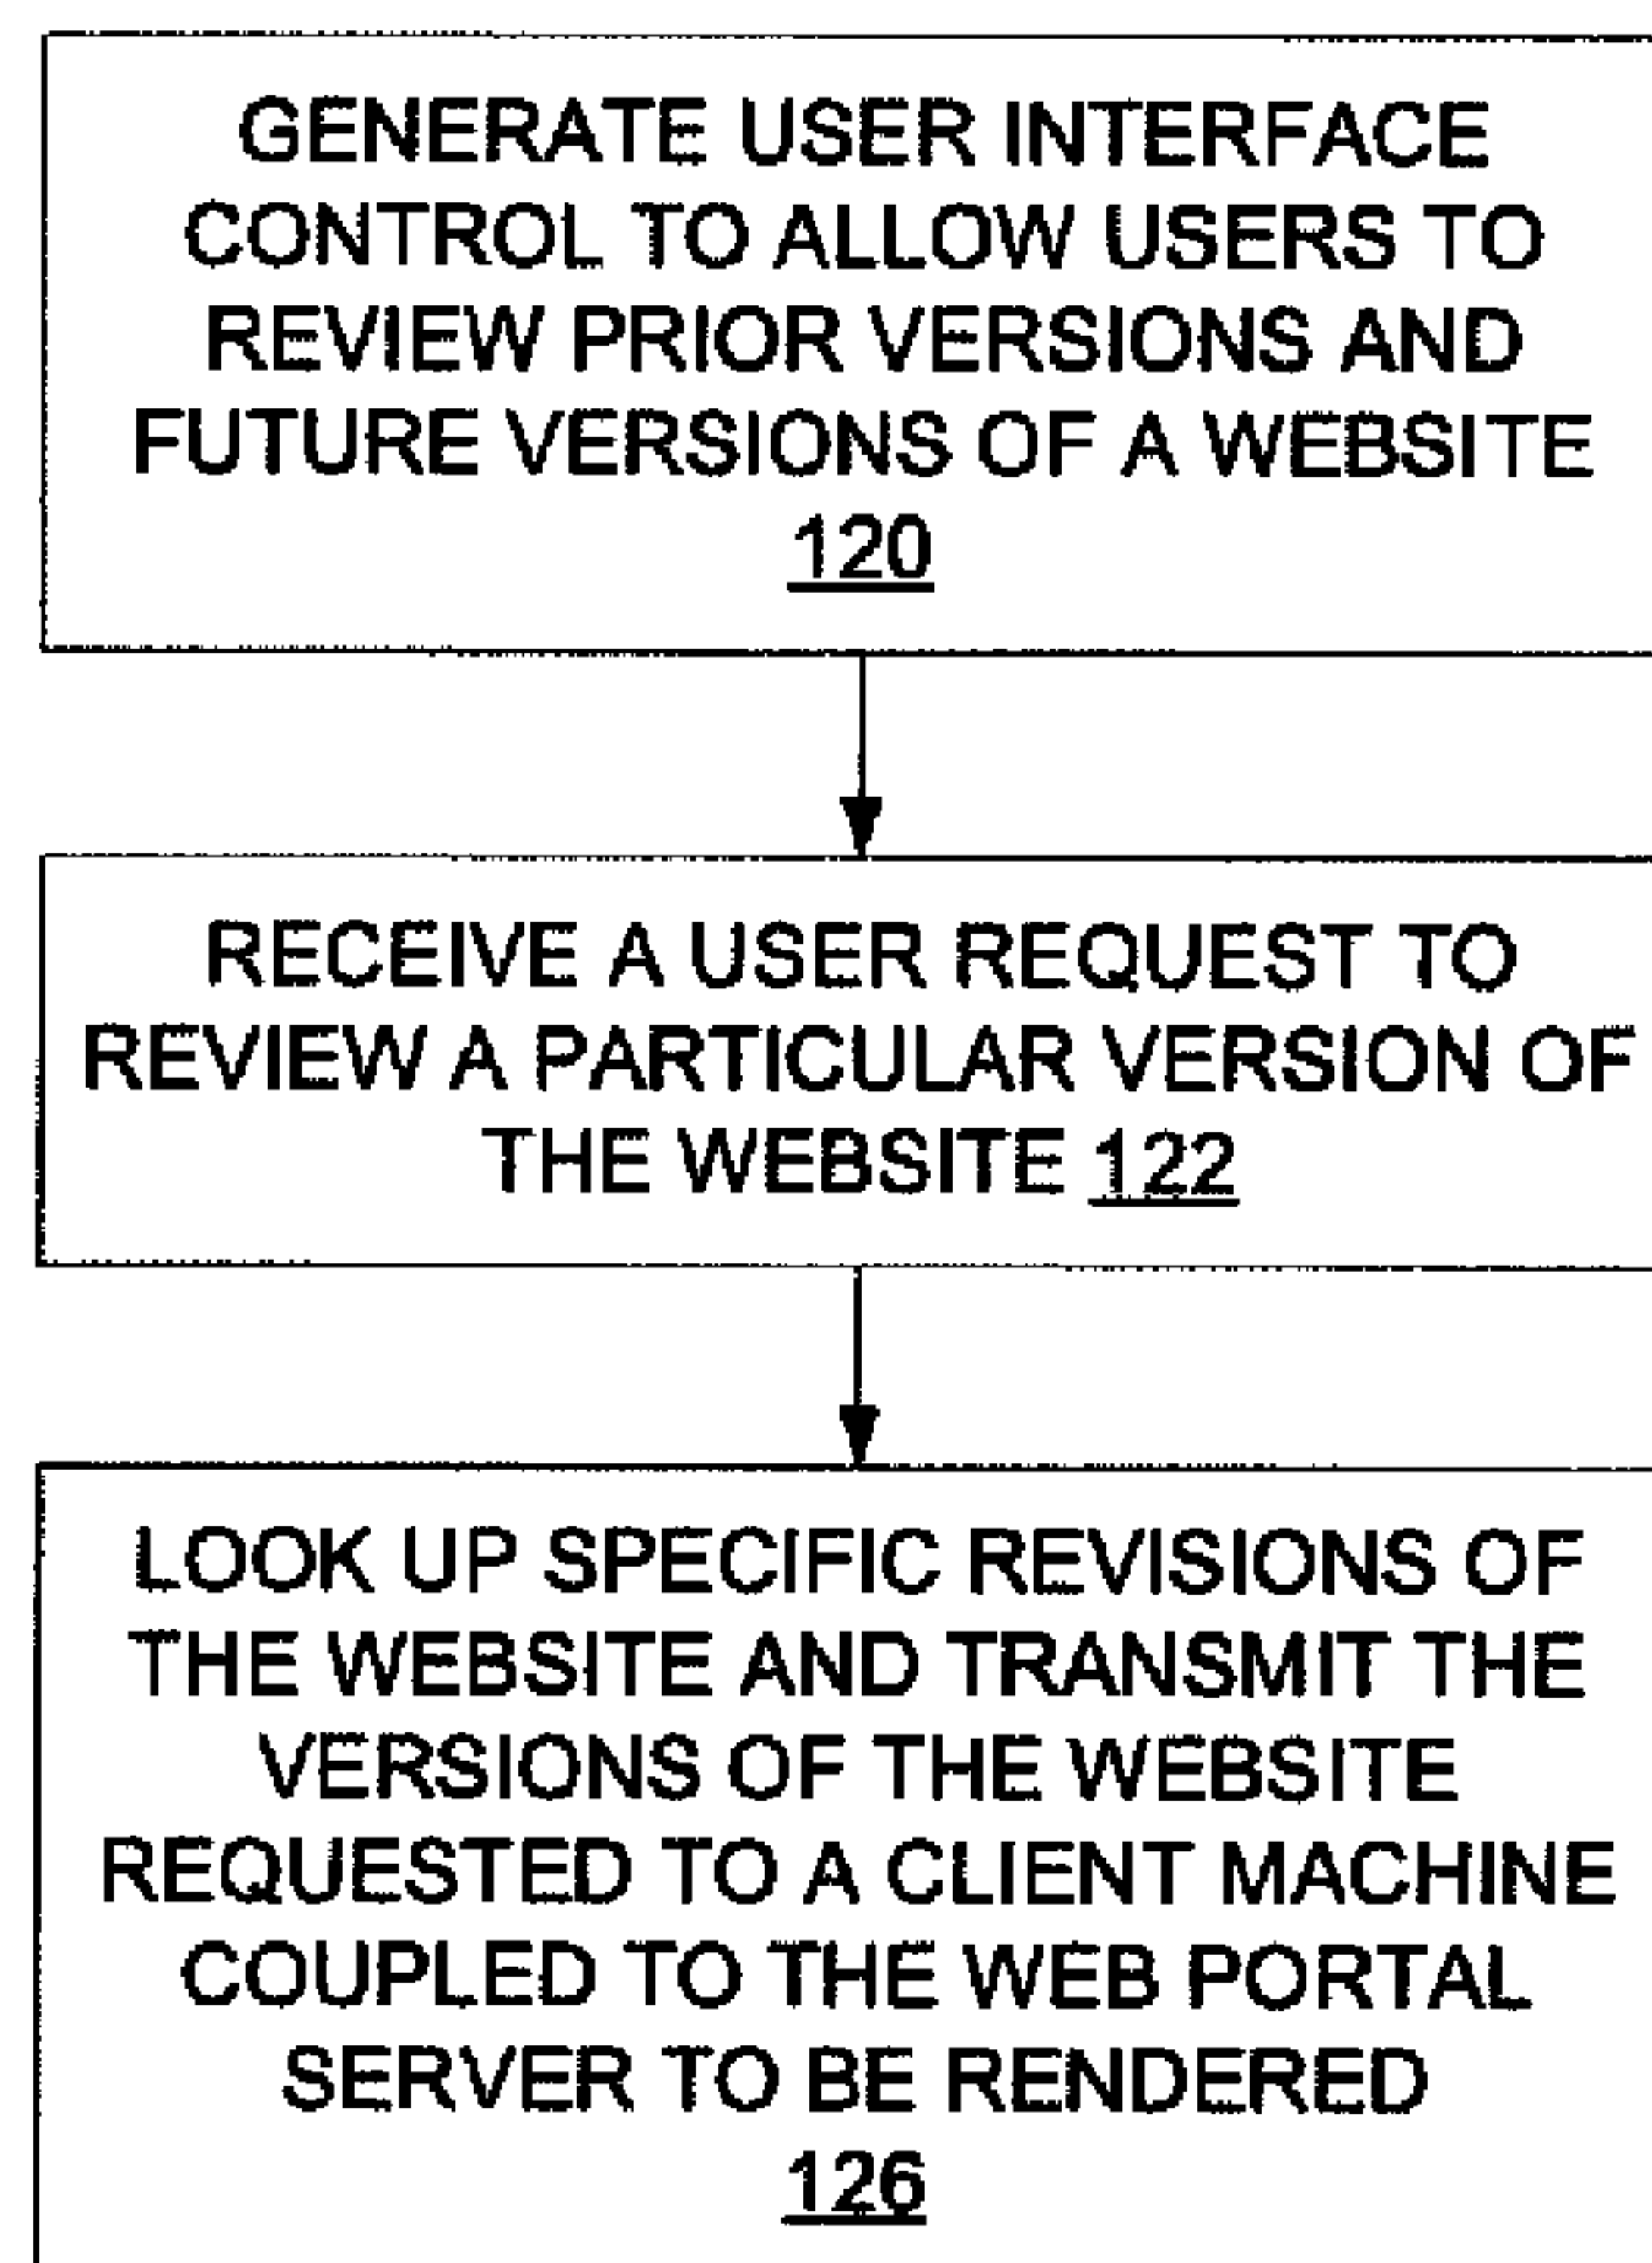 GENERATE USER INTERFACE
CONTROL TO ALLOW USERS TO
REVIEW PRIOR VERSIONS AND
FUTURE VERSIONS OF A WEBSITE
120
RECEIVE A USER REQUEST TO
REVIEW A PARTICULAR VERSION OF
THE WEBSITE 122
LOOK UP SPECIFIC REVISIONS OF
THE WEBSITE AND TRANSMIT THE
VERSIONS OF THE WEBSITE
REQUESTED TO A CLIENT MACHINE
COUPLED TO THE WEB PORTAL
SERVER TO BE RENDERED
126